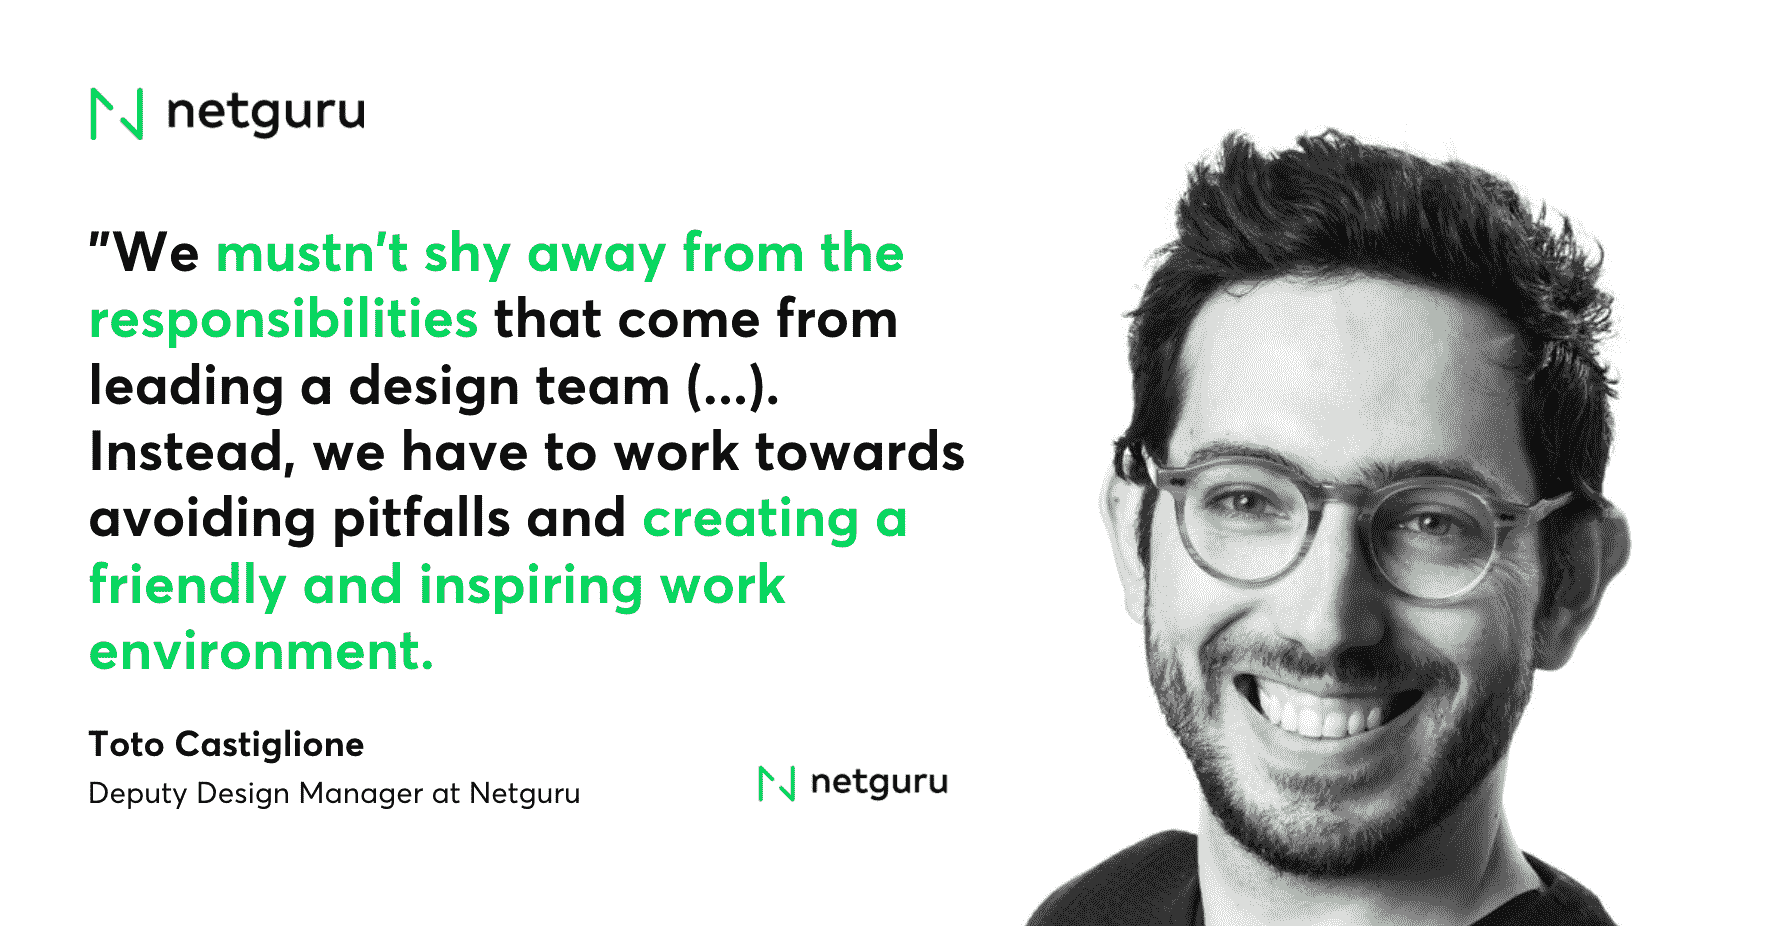 netguru
"We mustn't shy away from the
responsibilities that come from
leading a design team (...).
Instead, we have to work towards
avoiding pitfalls and creating a
friendly and inspiring work
environment.
Toto Castiglione
Deputy Design Manager at Netguru
netguru